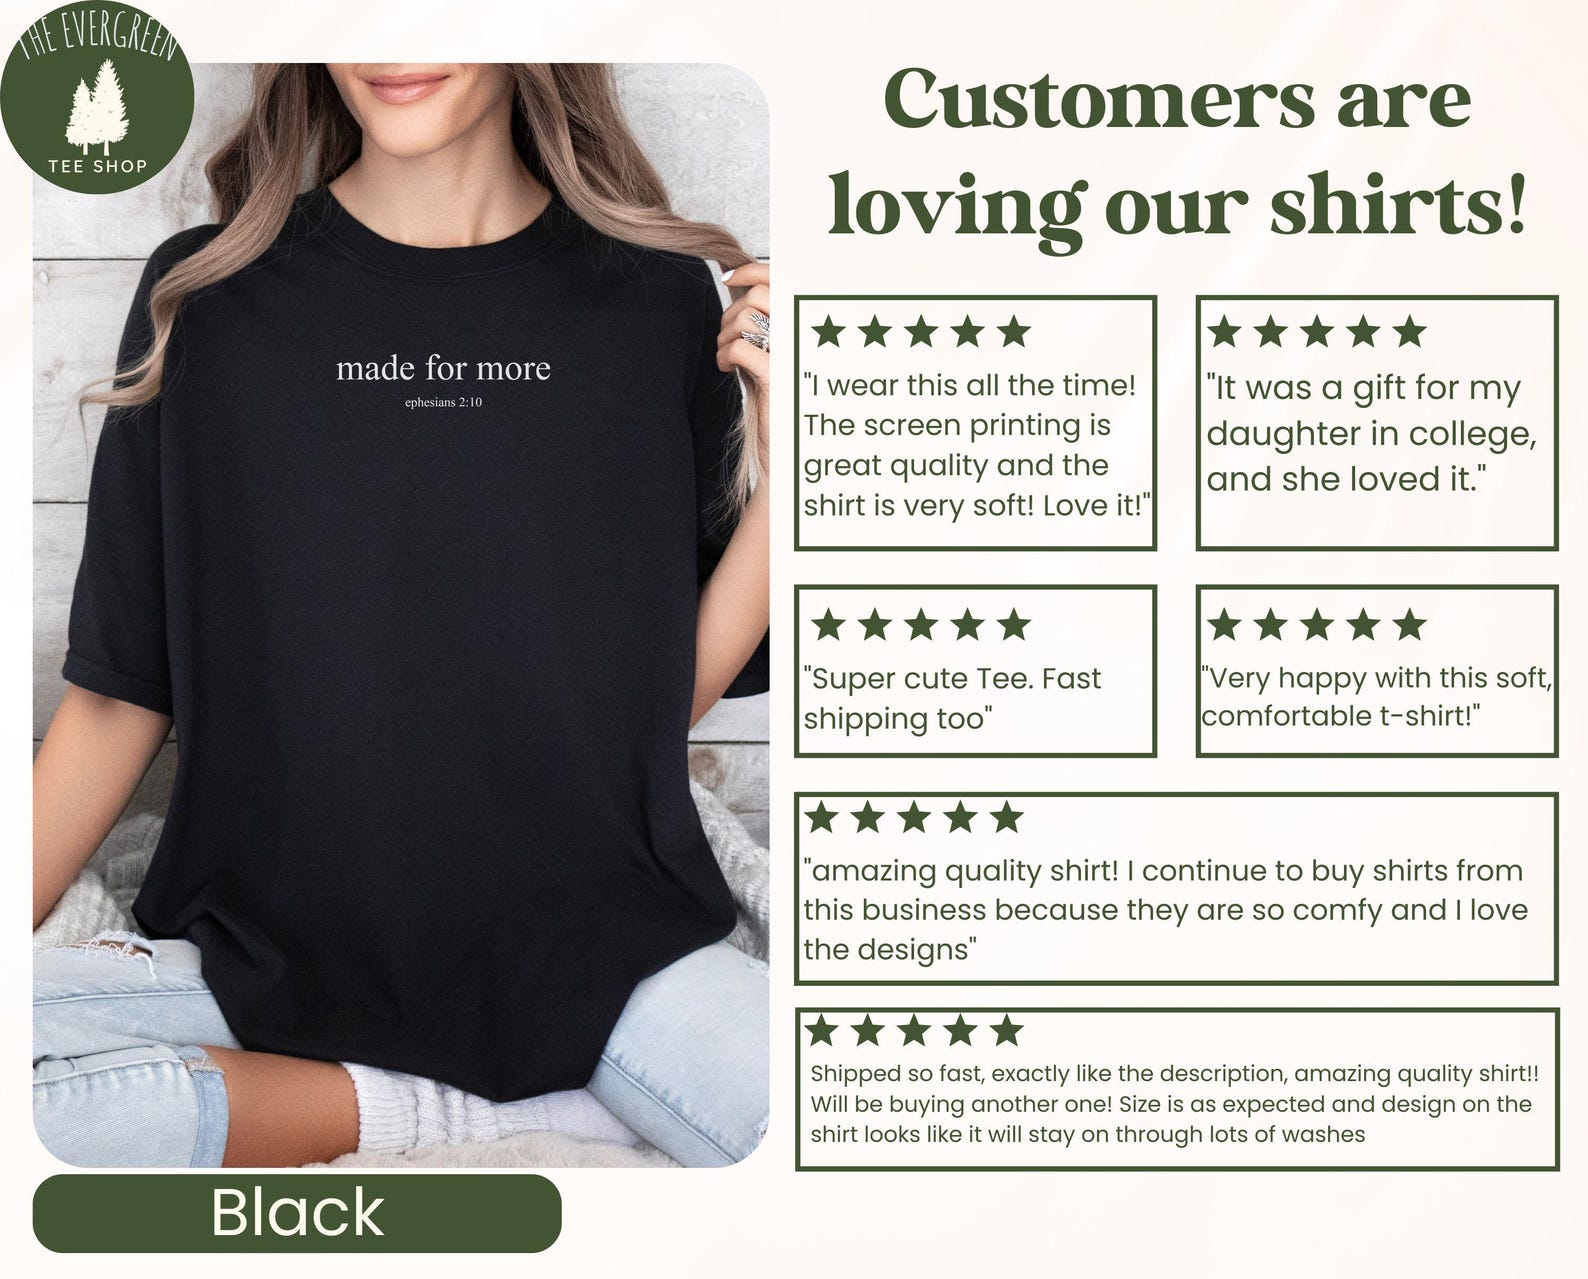 THE EVERGREEN
TEE SHOP
made for more
ephesians 2:10
Black
Customers are
loving our shirts!
"I wear this all the time!
The screen printing is
great quality and the
shirt is very soft! Love it!"
"It was a gift for my
daughter in college,
and she loved it."
"Super cute Tee. Fast
shipping too"
"Very happy with this soft,
comfortable t-shirt!"
"amazing quality shirt! I continue to buy shirts from
this business because they are so comfy and I love
the designs"
Shipped so fast, exactly like the description, amazing quality shirt!!
Will be buying another one! Size is as expected and design on the
shirt looks like it will stay on through lots of washes